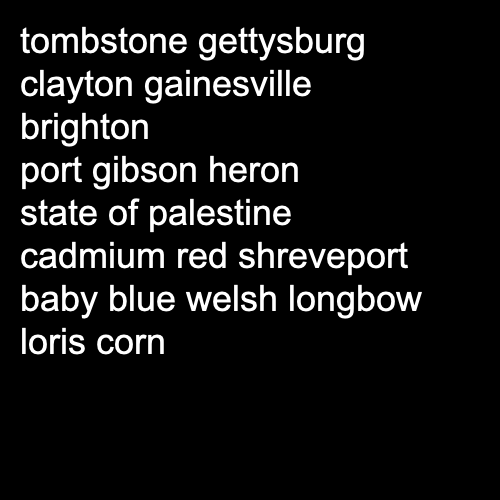 tombstone gettysburg
clayton gainesville
brighton
port gibson heron
state of palestine
cadmium red shreveport
baby blue welsh longbow
loris corn